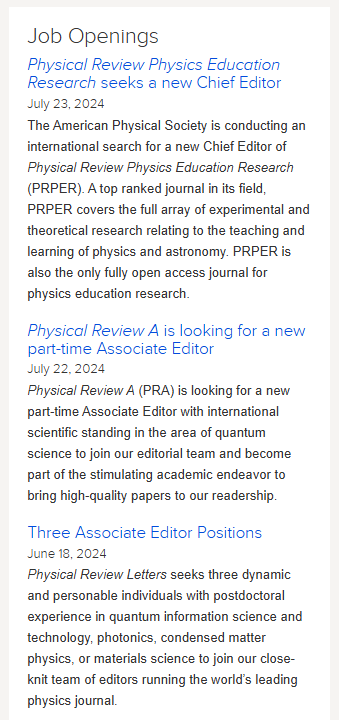 Job Openings
Physical Review Physics Education
Research seeks a new Chief Editor
July 23, 2024
The American Physical Society is conducting an
international search for a new Chief Editor of
Physical Review Physics Education Research
(PRPER). A top ranked journal in its field,
PRPER covers the full array of experimental and
theoretical research relating to the teaching and
learning of physics and astronomy. PRPER is
also the only fully open access journal for
physics education research.
Physical Review A is looking for a new
part-time Associate Editor
July 22, 2024
Physical Review A (PRA) is looking for a new
part-time Associate Editor with international
scientific standing in the area of quantum
science to join our editorial team and become
part of the stimulating academic endeavor to
bring high-quality papers to our readership.
Three Associate Editor Positions
June 18, 2024
Physical Review Letters seeks three dynamic
and personable individuals with postdoctoral
experience in quantum information science and
technology, photonics, condensed matter
physics, or materials science to join our close-
knit team of editors running the world’s leading
physics journal.